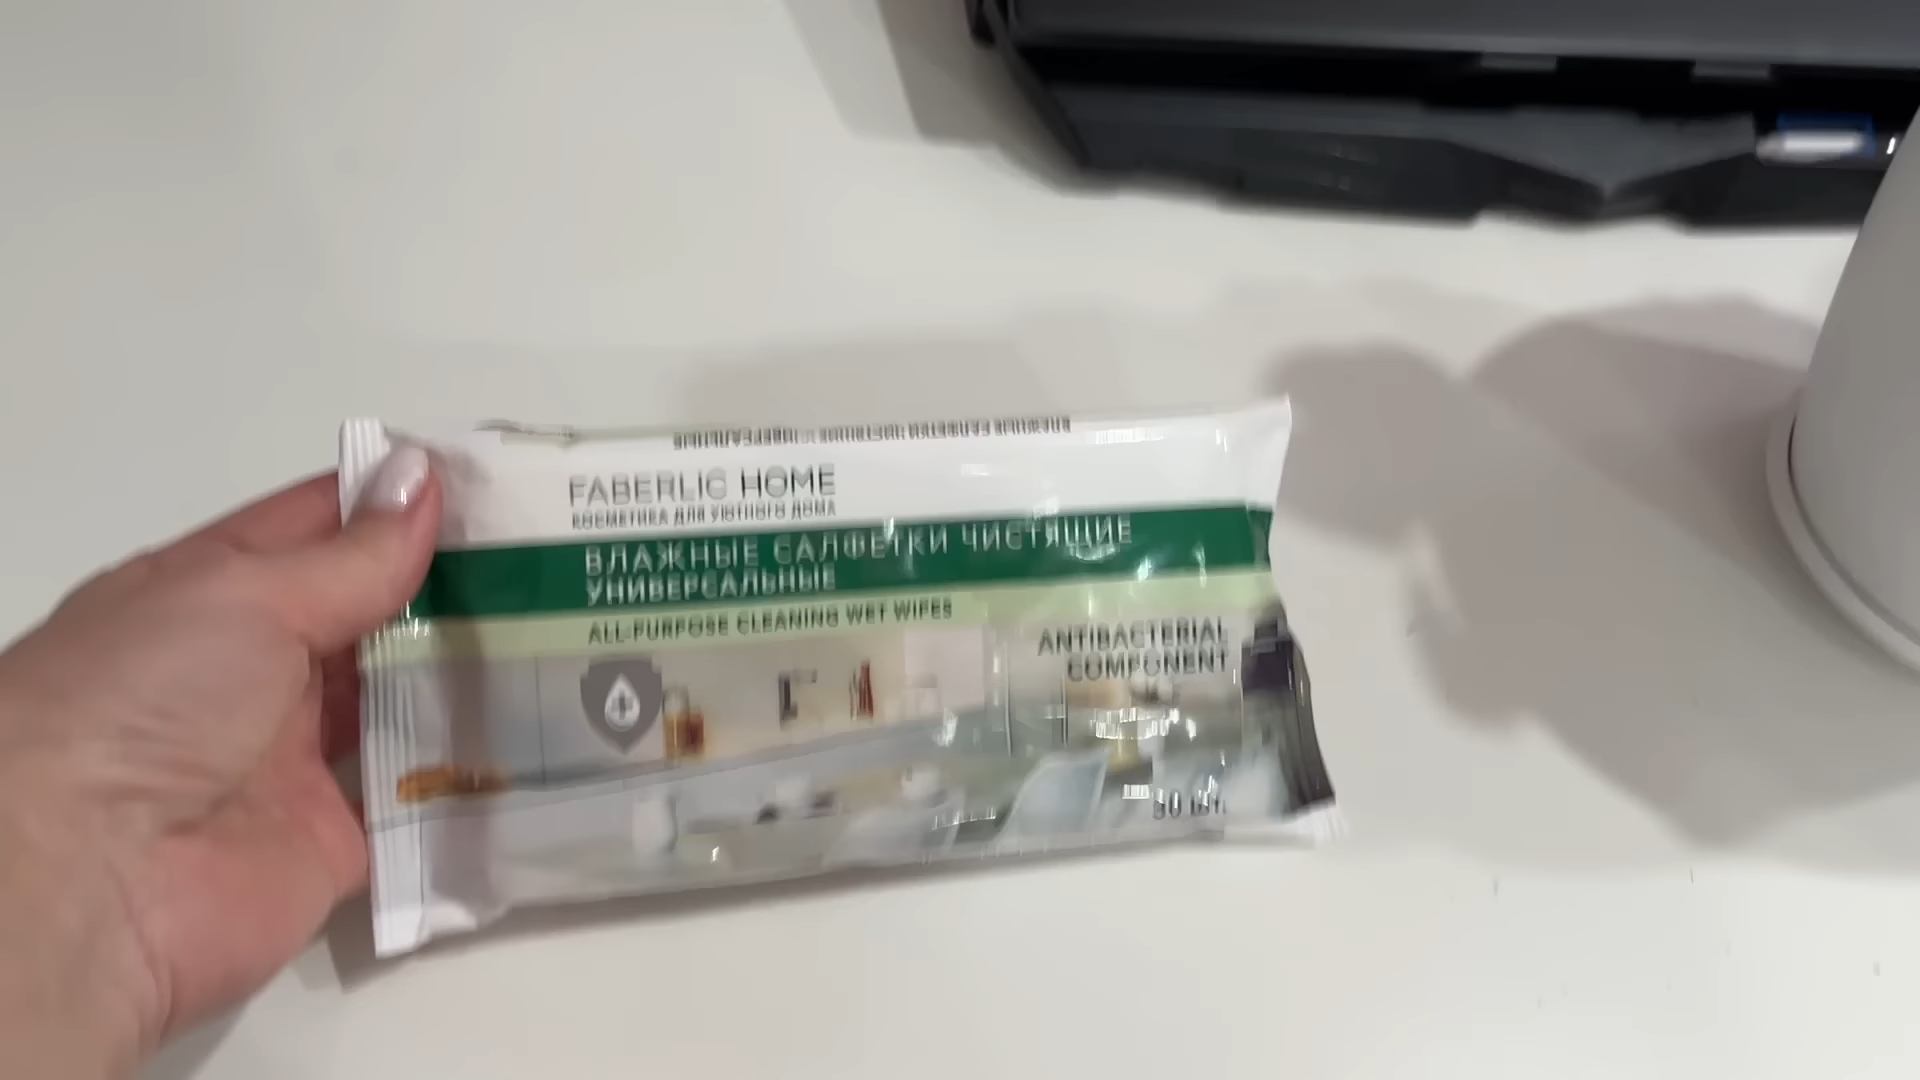 FABERLIC HOME
КОСМЕТИКА ДЛЯ УЮТНОГО ДОМА
ВЛАЖНЫЕ САЛФЕТКИ ЧИСТЯЩИЕ
УНИВЕРСАЛЬНЫЕ
ALL-PURPOSE CLEANING WET WIPES
ANTIBACTERIAL
COMPONENT